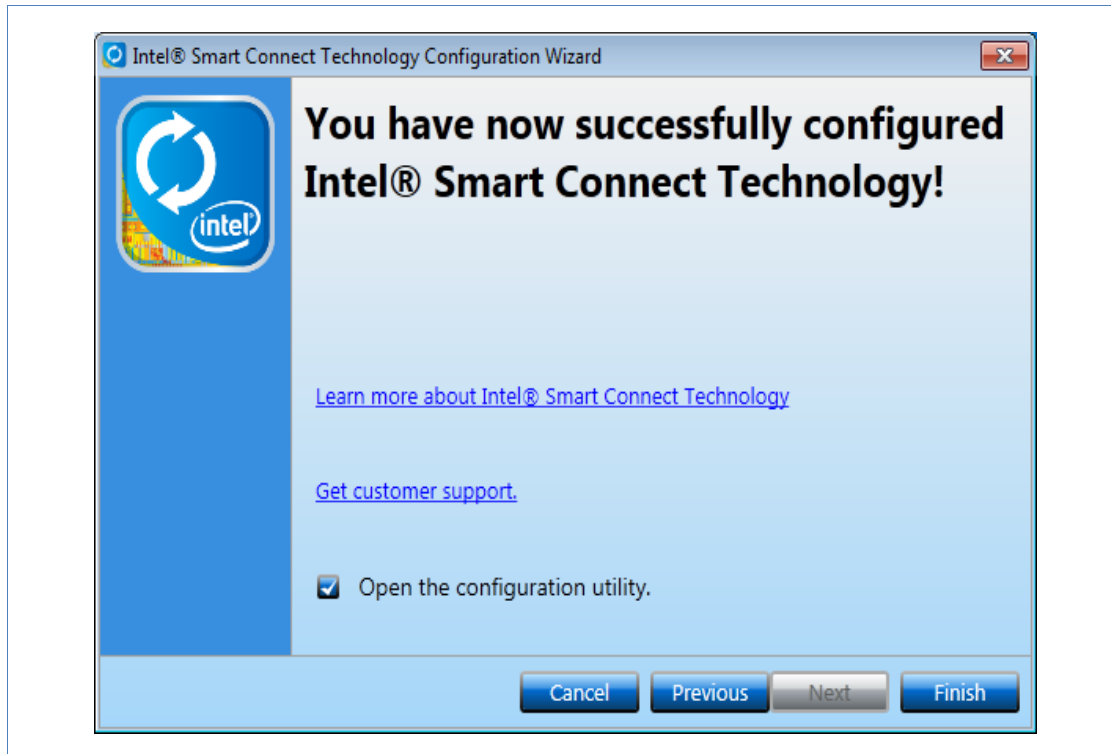 Intel® Smart Connect Technology Configuration Wizard
You have now successfully configured
Intel® Smart Connect Technology!
(intel)
Learn more about Intel® Smart Connect Technology
Get customer support.
Open the configuration utility.
Cancel Previous Next Finish